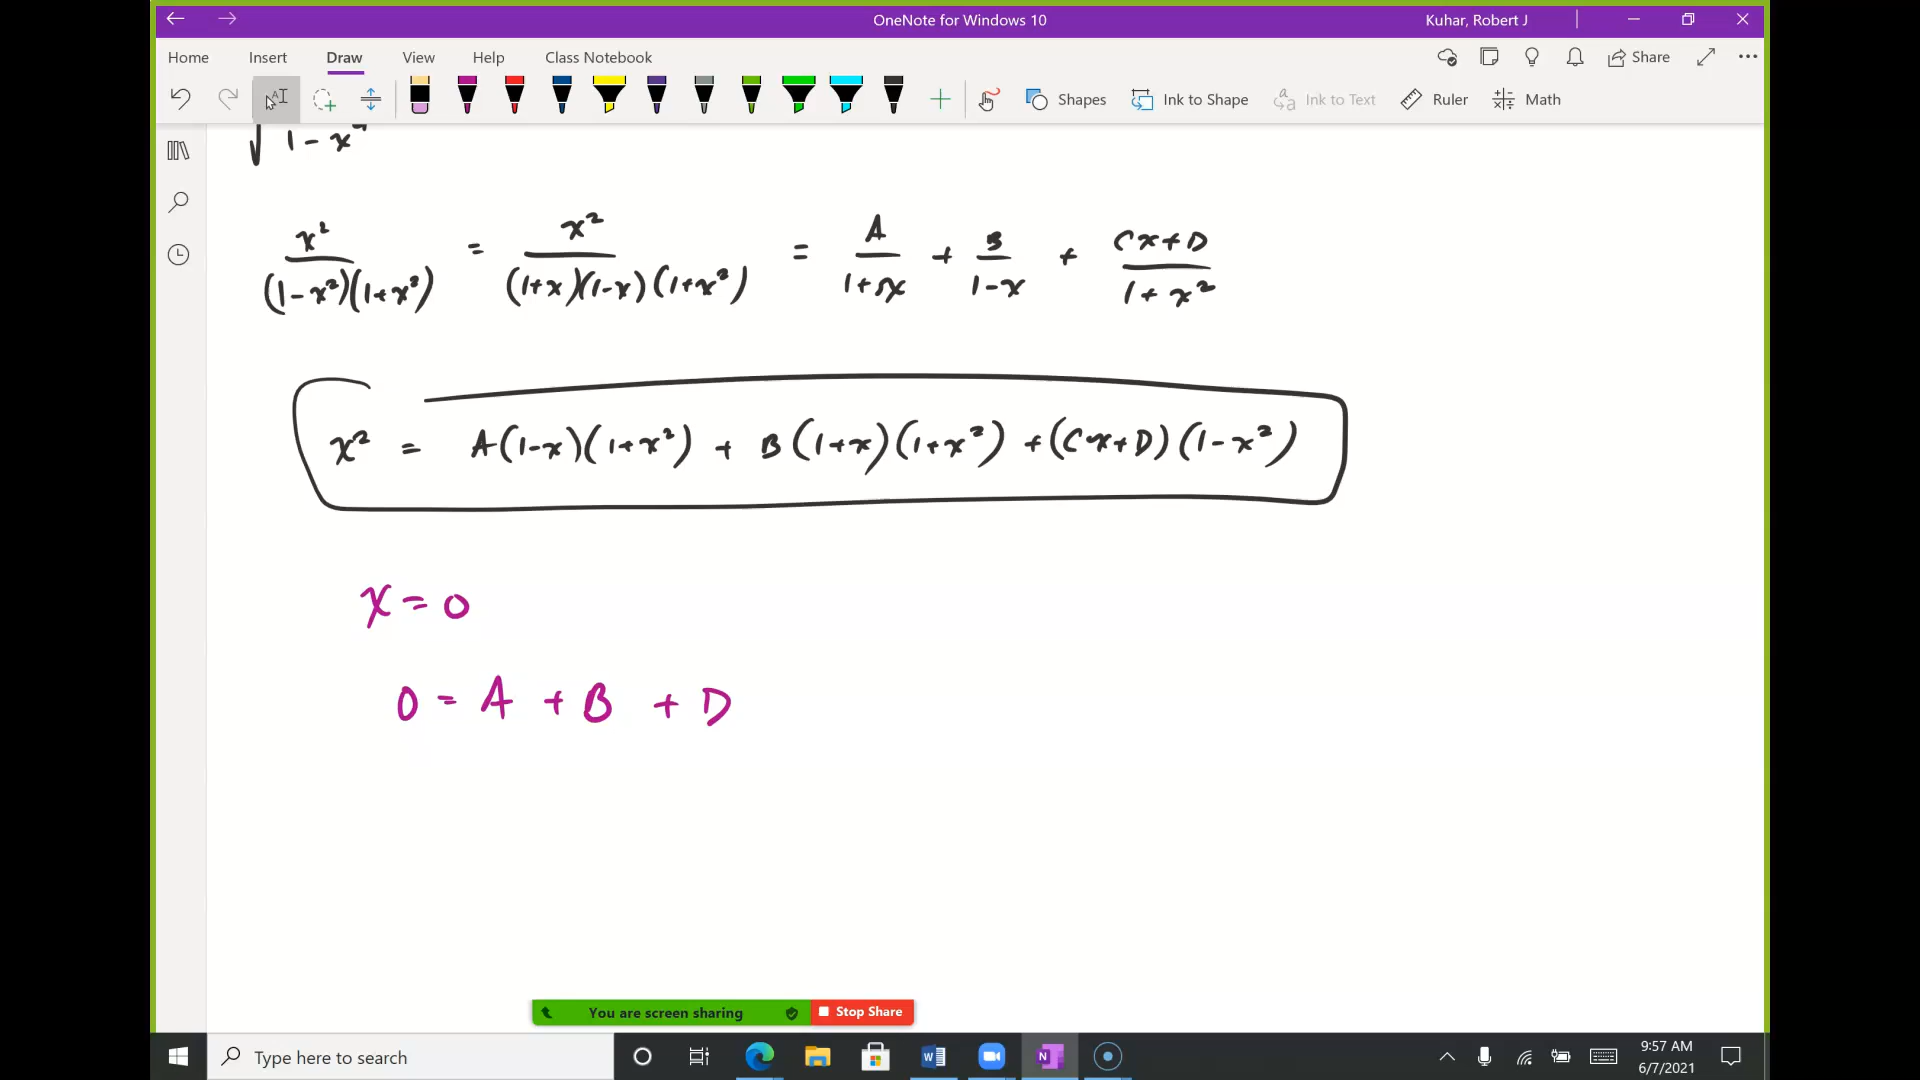 OneNote for Windows 10 Kuhar, Robert J
Home Insert Draw View Help Class Notebook Share
Shapes Ink to Shape Ink to Text Ruler Math
√ 1 - x⁴
x² / (1-x²)(1+x²) = x² / (1+x)(1-x)(1+x²) = A / 1+x + B / 1-x + Cx+D / 1+x²
x² = A(1-x)(1+x²) + B(1+x)(1+x²) + (Cx+D)(1-x²)
x = 0
0 = A + B + D
You are screen sharing Stop Share
Type here to search
9:57 AM
6/7/2021